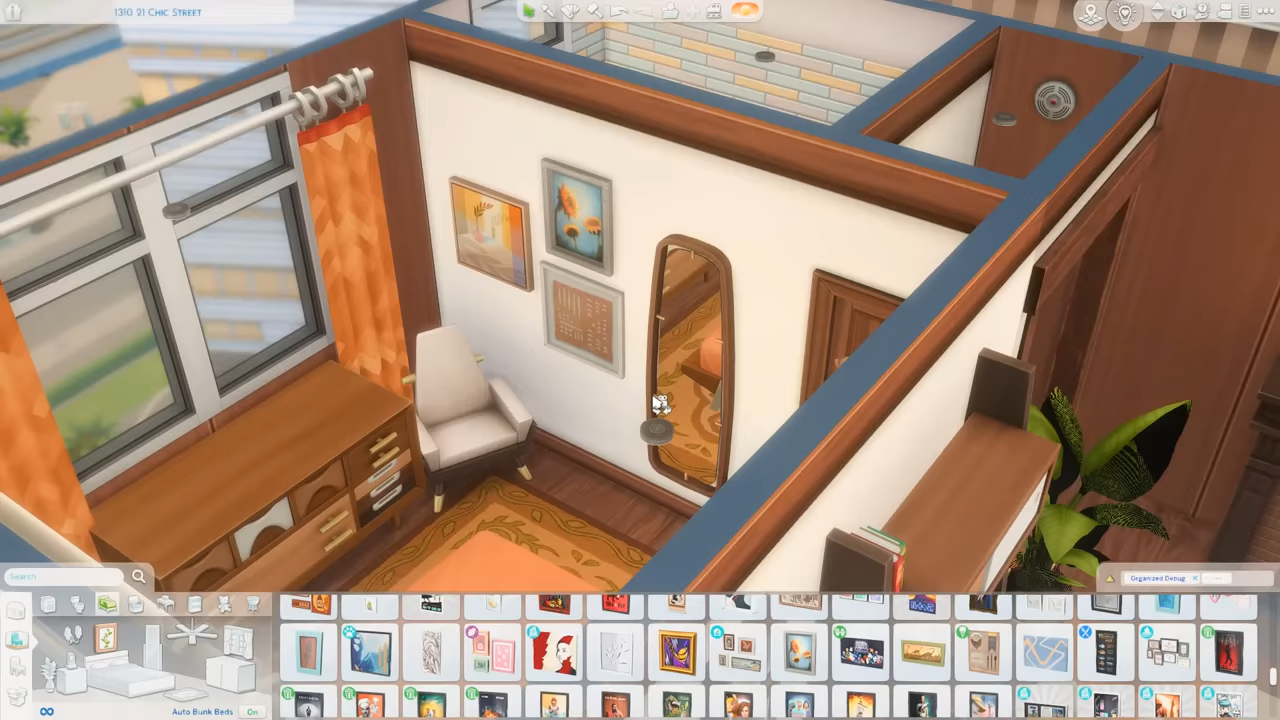 1310 21 Chic Street
Search
Organized Debug
Auto Bunk Beds
On